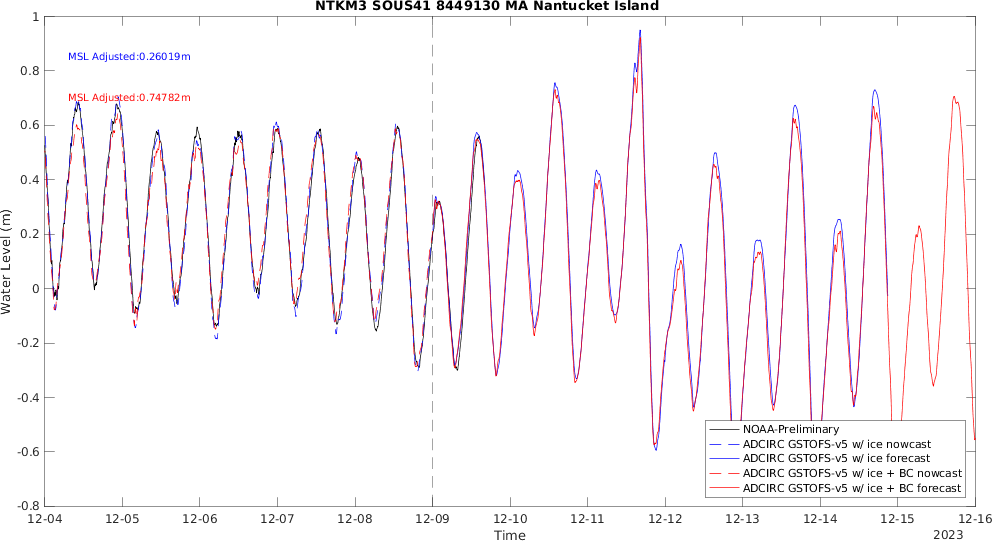 NTKM3 SOUS41 8449130 MA Nantucket Island
MSL Adjusted:0.26019m
MSL Adjusted:0.74782m
Water Level (m)
1
0.8
0.6
0.4
0.2
0
-0.2
-0.4
-0.6
-0.8
NOAA-Preliminary
ADCIRC GSTOFS-v5 w/ ice nowcast
ADCIRC GSTOFS-v5 w/ ice forecast
ADCIRC GSTOFS-v5 w/ ice + BC nowcast
ADCIRC GSTOFS-v5 w/ ice + BC forecast
12-04 12-05 12-06 12-07 12-08 12-09 12-10 12-11 12-12 12-13 12-14 12-15 12-16
Time
2023